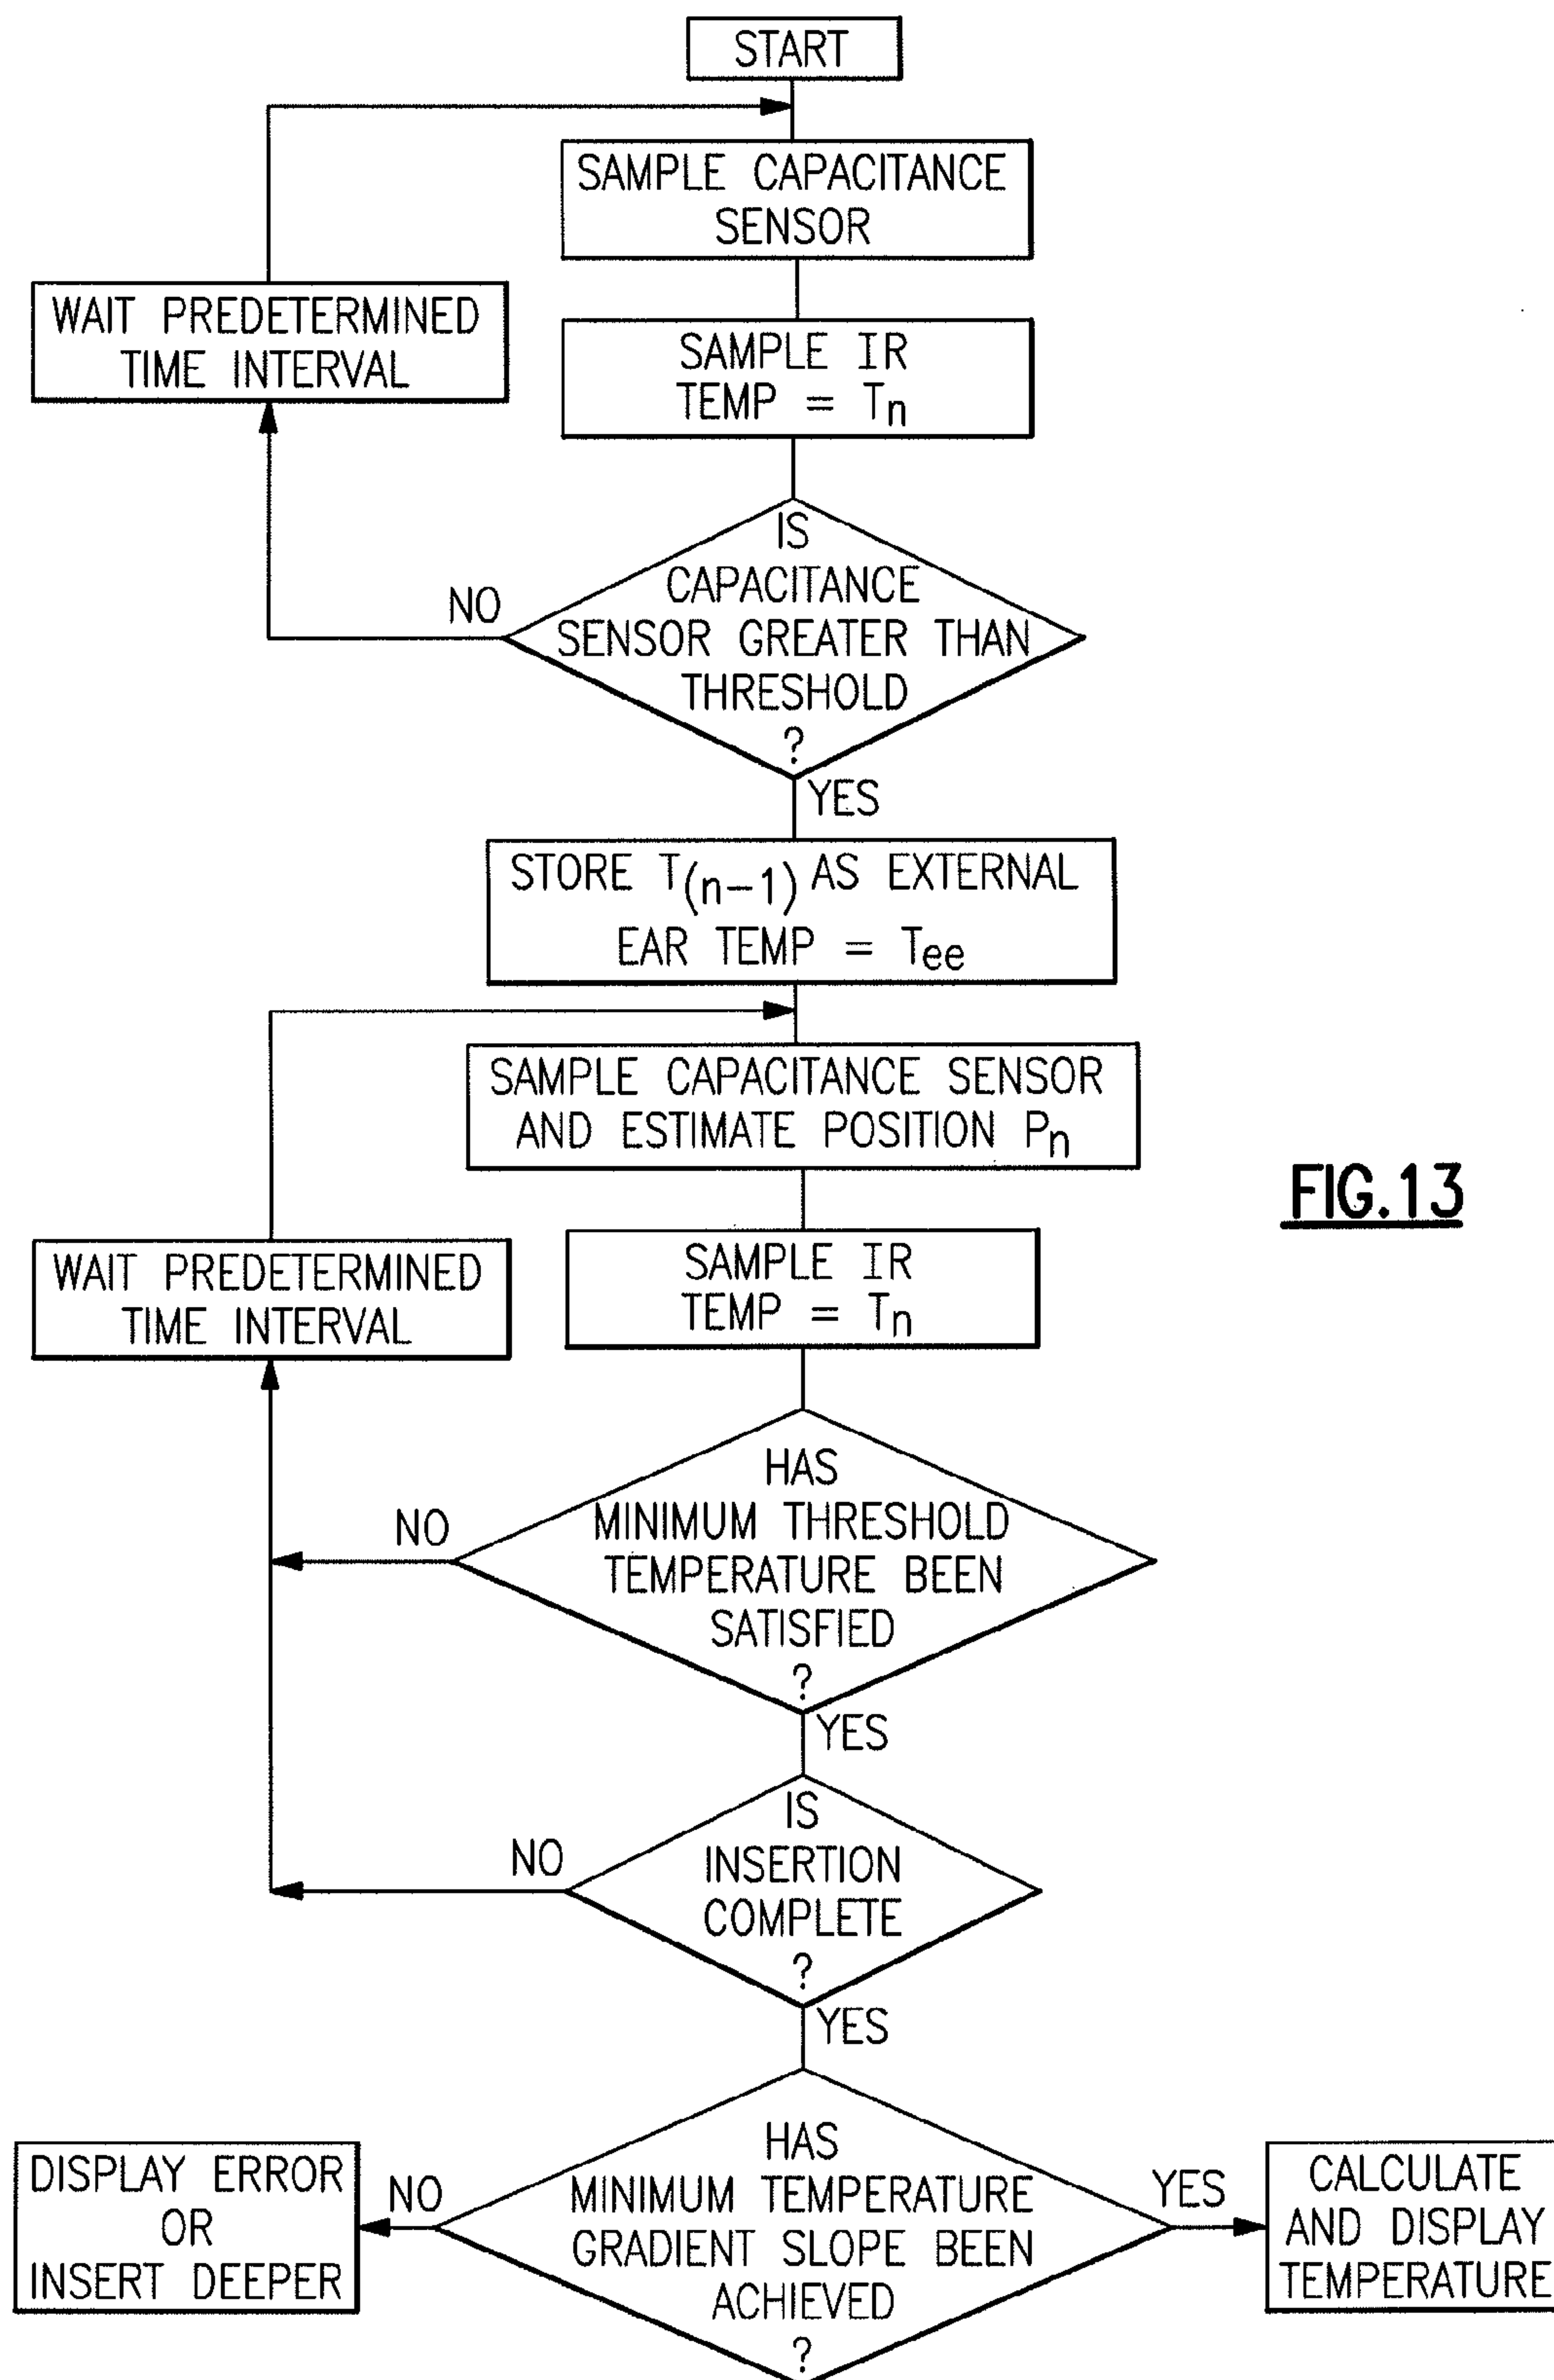 START
SAMPLE CAPACITANCE
SENSOR
WAIT PREDETERMINED
TIME INTERVAL
SAMPLE IR
TEMP = Tn
IS
CAPACITANCE
SENSOR GREATER THAN
THRESHOLD
?
NO
YES
STORE T(n-1) AS EXTERNAL
EAR TEMP = Tee
SAMPLE CAPACITANCE SENSOR
AND ESTIMATE POSITION Pn
FIG.13
WAIT PREDETERMINED
TIME INTERVAL
SAMPLE IR
TEMP = Tn
HAS
MINIMUM THRESHOLD
TEMPERATURE BEEN
SATISFIED
?
NO
YES
IS
INSERTION
COMPLETE
?
NO
YES
HAS
MINIMUM TEMPERATURE
GRADIENT SLOPE BEEN
ACHIEVED
?
NO
DISPLAY ERROR
OR
INSERT DEEPER
YES
CALCULATE
AND DISPLAY
TEMPERATURE